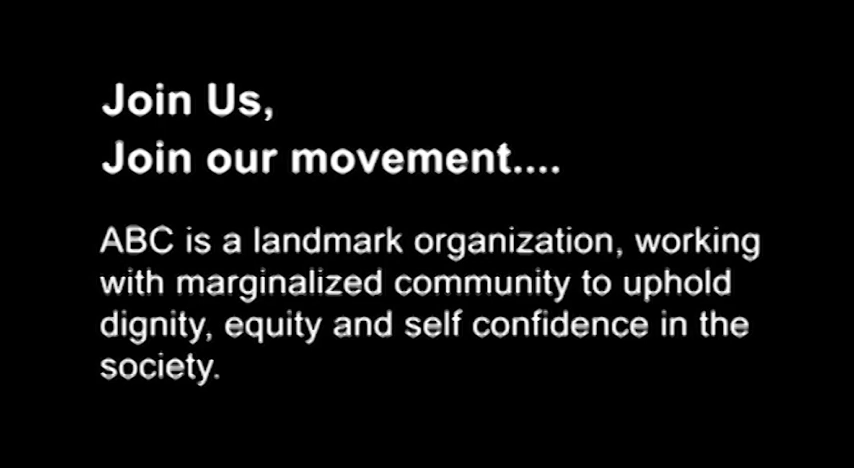 Join Us,
Join our movement....
ABC is a landmark organization, working
with marginalized community to uphold
dignity, equity and self confidence in the
society.